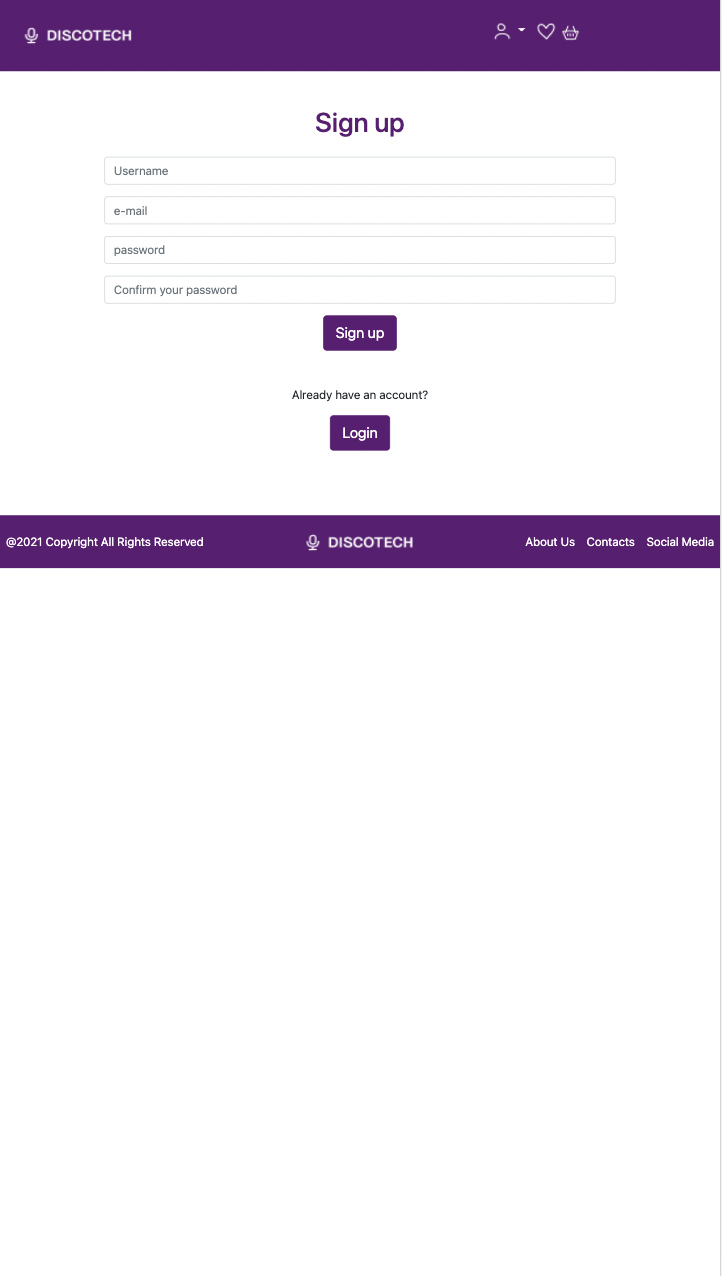 DISCOTECH
Sign up
Username
e-mail
password
Confirm your password
Sign up
Already have an account?
Login
@2021 Copyright All Rights Reserved DISCOTECH About Us Contacts Social Media